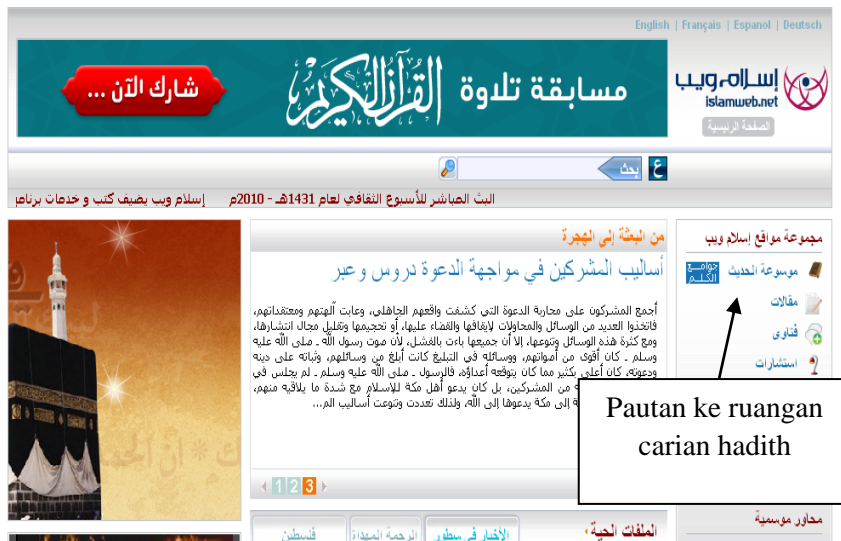 English | Français | Espanol | Deutsch
إسلام ويب
islamweb.net
الصفحة الرئيسية
مسابقة تلاوة القرآن الكريم
شارك الآن ...
ع بحث
البث المباشر للأسبوع الثقافي لعام 1431هـ - 2010م
إسلام ويب يضيف كتب و خدمات برنامج
مجموعة مواقع إسلام ويب
موسوعة الحديث جوامع الكلم
مقالات
فتاوى
استشارات
Pautan ke ruangan
carian hadith
محاور موسمية
من البعثة إلى الهجرة
أساليب المشركين في مواجهة الدعوة دروس وعبر
أجمع المشركون على محاربة الدعوة التي كشفت واقعهم الجاهلي، وعابت آلهتهم ومعتقداتهم،
فاتخذوا العديد من الوسائل والمحاولات لإيقافها والقضاء عليها، أو تحجيمها وتقليل مجال انتشارها،
ومع كثرة هذه الوسائل وتنوعها، إلا أن جميعها باءت بالفشل، لأن صوت رسول الله ـ صلى الله عليه
وسلم ـ كان أقوى من أصواتهم، ووسائله في التبليغ كانت أبلغ من وسائلهم، وثباته على دينه
ودعوته، كان أعلى بكثير مما كان يتوقعه أعداؤه، فالرسول ـ صلى الله عليه وسلم ـ لم يجلس في
من المشركين، بل كان يدعو أهل مكة للإسلام مع شدة ما يلاقيه منهم،
إلى مكة يدعوها إلى الله، ولذلك تعددت وتنوعت أساليب الم...
1 2 3
الملفات الحية
الأخبار في سطور
الرحمة المهداة
فلسطين